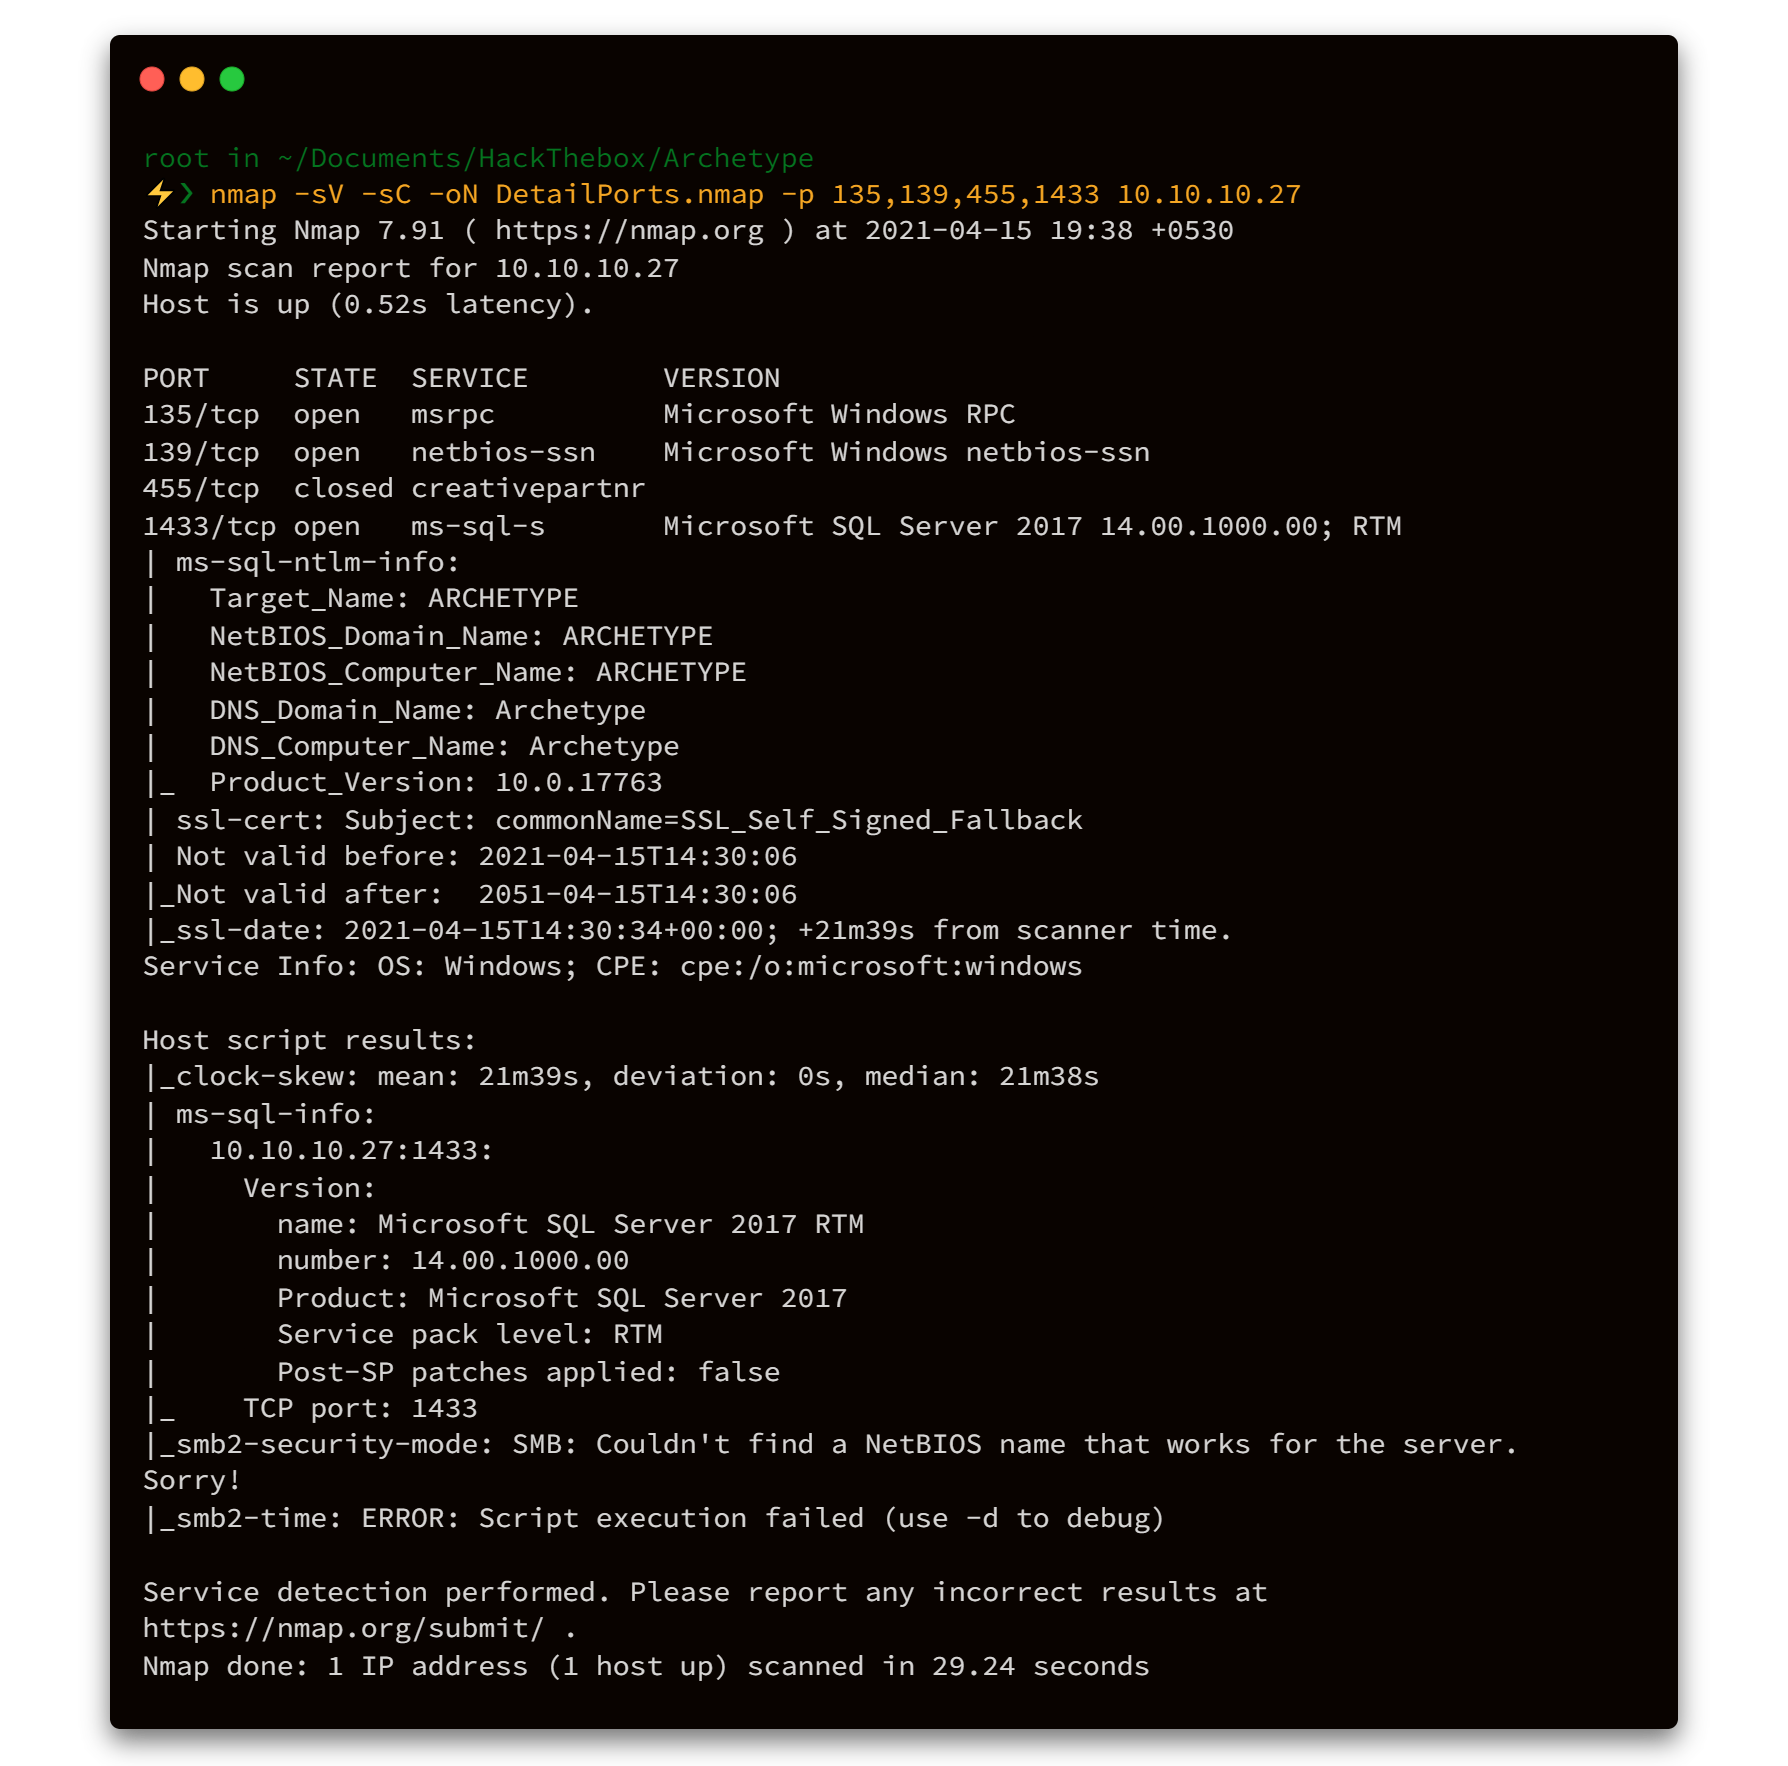 root in ~/Documents/HackThebox/Archetype
⚡❯ nmap -sV -sC -oN DetailPorts.nmap -p 135,139,455,1433 10.10.10.27
Starting Nmap 7.91 ( https://nmap.org ) at 2021-04-15 19:38 +0530
Nmap scan report for 10.10.10.27
Host is up (0.52s latency).

PORT     STATE  SERVICE        VERSION
135/tcp  open   msrpc          Microsoft Windows RPC
139/tcp  open   netbios-ssn    Microsoft Windows netbios-ssn
455/tcp  closed creativepartnr
1433/tcp open   ms-sql-s       Microsoft SQL Server 2017 14.00.1000.00; RTM
| ms-sql-ntlm-info:
|   Target_Name: ARCHETYPE
|   NetBIOS_Domain_Name: ARCHETYPE
|   NetBIOS_Computer_Name: ARCHETYPE
|   DNS_Domain_Name: Archetype
|   DNS_Computer_Name: Archetype
|_  Product_Version: 10.0.17763
| ssl-cert: Subject: commonName=SSL_Self_Signed_Fallback
| Not valid before: 2021-04-15T14:30:06
|_Not valid after:  2051-04-15T14:30:06
|_ssl-date: 2021-04-15T14:30:34+00:00; +21m39s from scanner time.
Service Info: OS: Windows; CPE: cpe:/o:microsoft:windows

Host script results:
|_clock-skew: mean: 21m39s, deviation: 0s, median: 21m38s
| ms-sql-info:
|   10.10.10.27:1433:
|     Version:
|       name: Microsoft SQL Server 2017 RTM
|       number: 14.00.1000.00
|       Product: Microsoft SQL Server 2017
|       Service pack level: RTM
|       Post-SP patches applied: false
|_    TCP port: 1433
|_smb2-security-mode: SMB: Couldn't find a NetBIOS name that works for the server.
Sorry!
|_smb2-time: ERROR: Script execution failed (use -d to debug)

Service detection performed. Please report any incorrect results at
https://nmap.org/submit/ .
Nmap done: 1 IP address (1 host up) scanned in 29.24 seconds